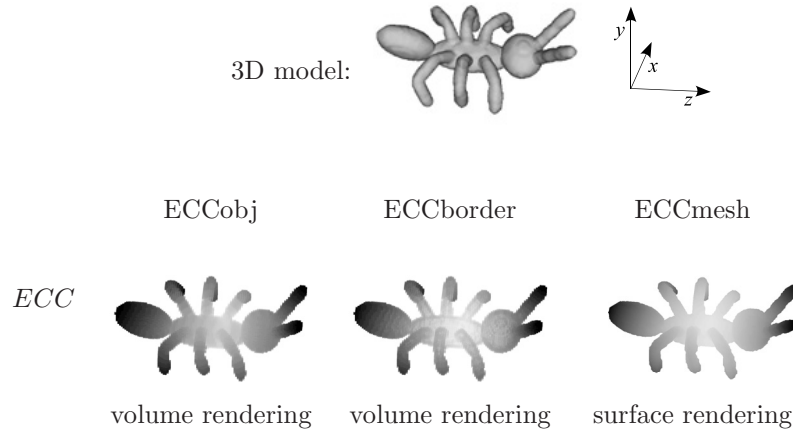 3D model:
y
x
z
ECCobj ECCborder ECCmesh
ECC
volume rendering volume rendering surface rendering